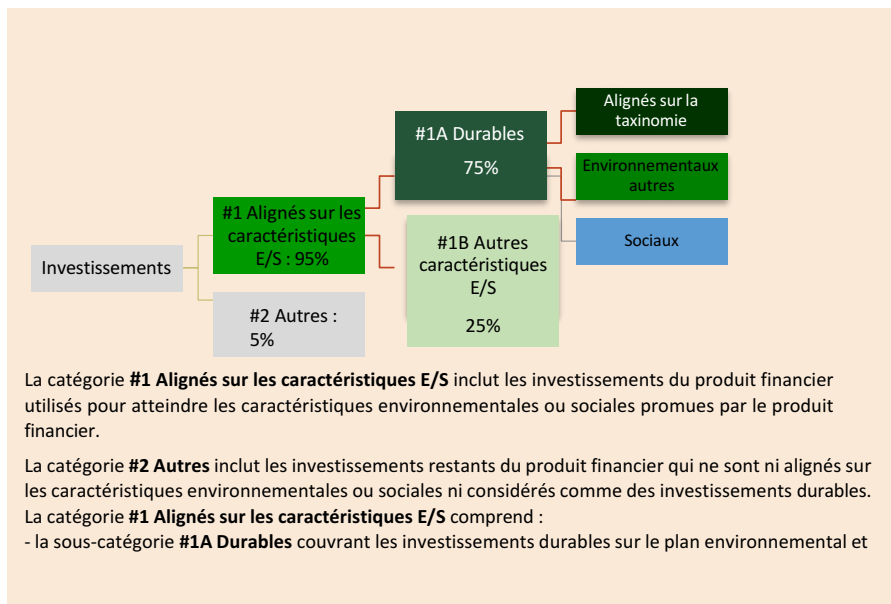 Investissements
#1 Alignés sur les
caractéristiques
E/S : 95%
#2 Autres :
5%
#1A Durables
75%
#1B Autres
caractéristiques
E/S
25%
Alignés sur la
taxinomie
Environnementaux
autres
Sociaux
La catégorie #1 Alignés sur les caractéristiques E/S inclut les investissements du produit financier
utilisés pour atteindre les caractéristiques environnementales ou sociales promues par le produit
financier.
La catégorie #2 Autres inclut les investissements restants du produit financier qui ne sont ni alignés sur
les caractéristiques environnementales ou sociales ni considérés comme des investissements durables.
La catégorie #1 Alignés sur les caractéristiques E/S comprend :
- la sous-catégorie #1A Durables couvrant les investissements durables sur le plan environnemental et